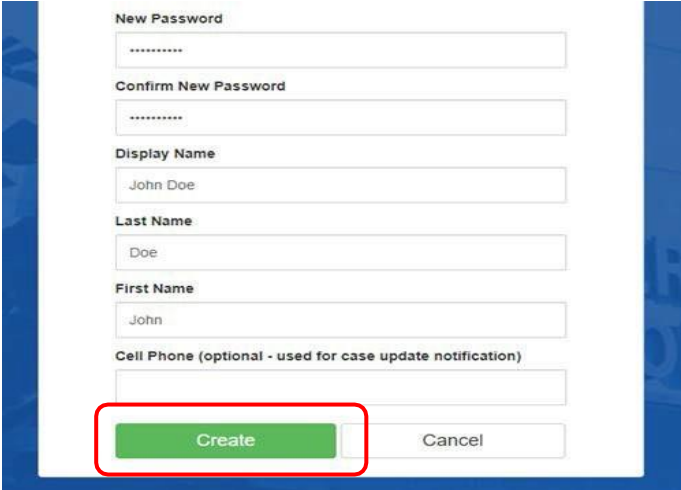 New Password
••••••••••
Confirm New Password
••••••••••
Display Name
John Doe
Last Name
Doe
First Name
John
Cell Phone (optional - used for case update notification)
Create Cancel